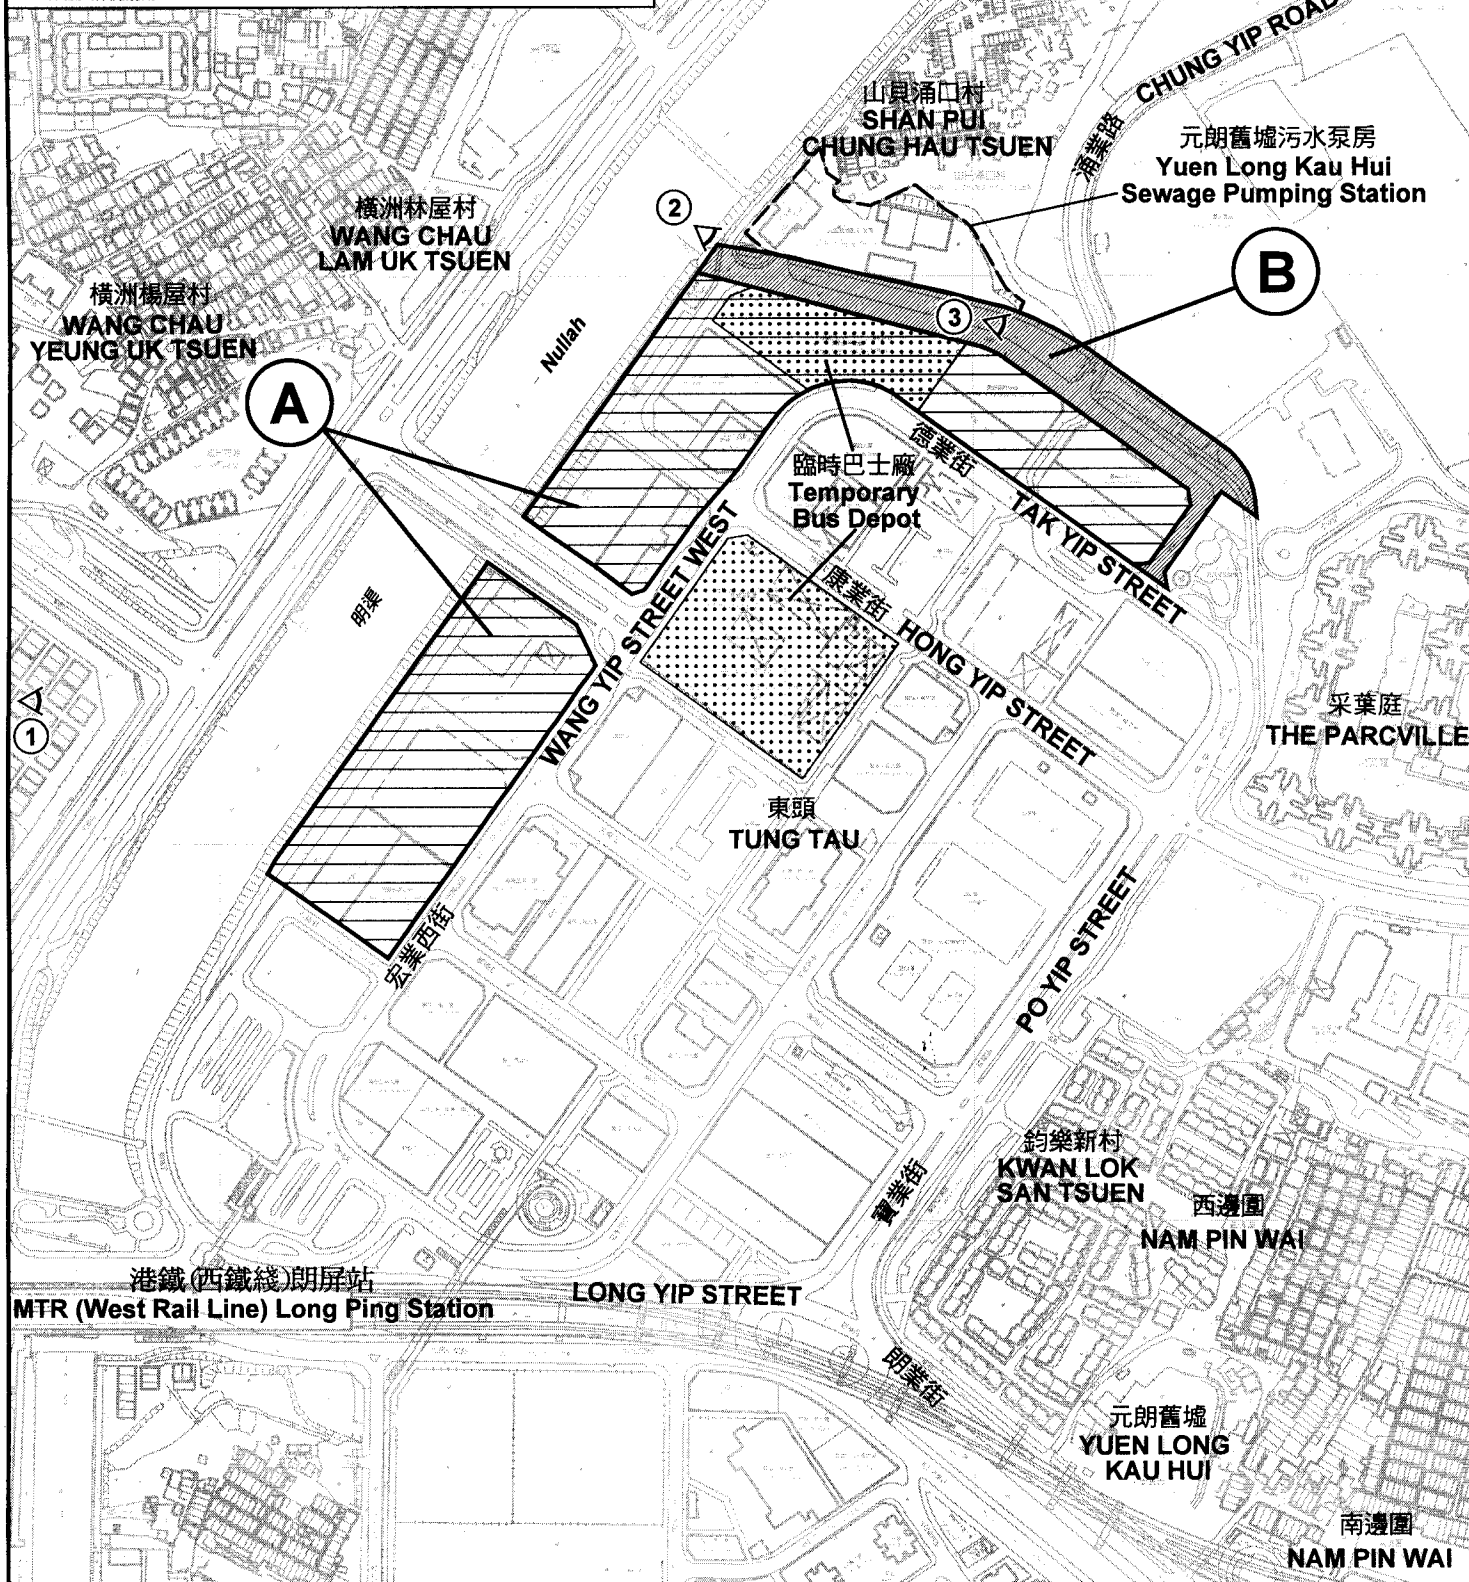 CHUNG YIP ROAD
涌業路
山貝涌口村
SHAN PUI
CHUNG HAU TSUEN
元朗舊墟污水泵房
Yuen Long Kau Hui
Sewage Pumping Station
橫洲林屋村
WANG CHAU
LAM UK TSUEN
橫洲楊屋村
WANG CHAU
YEUNG UK TSUEN
2
B
3
Nullah
A
德業街
TAK YIP STREET
臨時巴士廠
Temporary
Bus Depot
康業街
HONG YIP STREET
明渠
WANG YIP STREET WEST
宏業西街
1
采葉庭
THE PARCVILLE
東頭
TUNG TAU
PO YIP STREET
寶業街
鈞樂新村
KWAN LOK
SAN TSUEN
西邊圍
NAM PIN WAI
港鐵(西鐵綫)朗屏站
MTR (West Rail Line) Long Ping Station
LONG YIP STREET
朗業街
元朗舊墟
YUEN LONG
KAU HUI
南邊圍
NAM PIN WAI